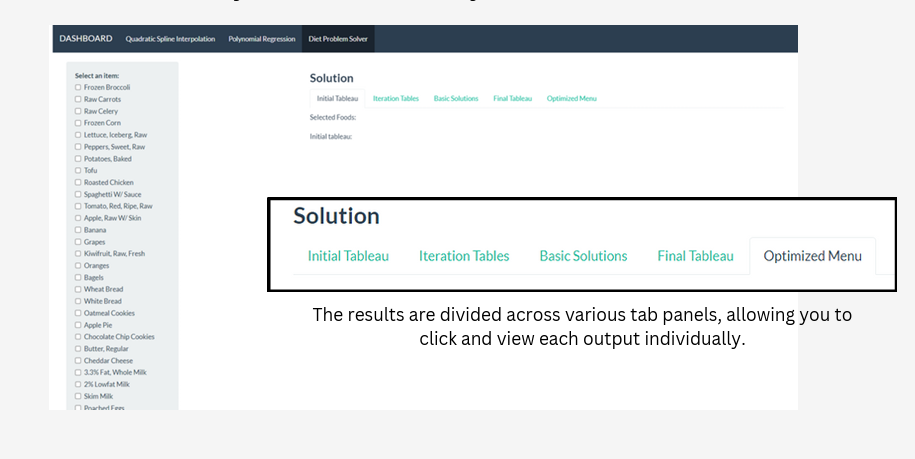 DASHBOARD Quadratic Spline Interpolation Polynomial Regression Diet Problem Solver
Select an item:
Frozen Broccoli
Raw Carrots
Raw Celery
Frozen Corn
Lettuce, Iceberg, Raw
Peppers, Sweet, Raw
Potatoes, Baked
Tofu
Roasted Chicken
Spaghetti W/ Sauce
Tomato, Red, Ripe, Raw
Apple, Raw W/ Skin
Banana
Grapes
Kiwifruit, Raw, Fresh
Oranges
Bagels
Wheat Bread
White Bread
Oatmeal Cookies
Apple Pie
Chocolate Chip Cookies
Butter, Regular
Cheddar Cheese
3.3% Fat, Whole Milk
2% Lowfat Milk
Skim Milk
Poached Eggs
Solution
Initial Tableau Iteration Tables Basic Solutions Final Tableau Optimized Menu
Selected Foods:
Initial tableau:
Solution
Initial Tableau Iteration Tables Basic Solutions Final Tableau Optimized Menu
The results are divided across various tab panels, allowing you to
click and view each output individually.